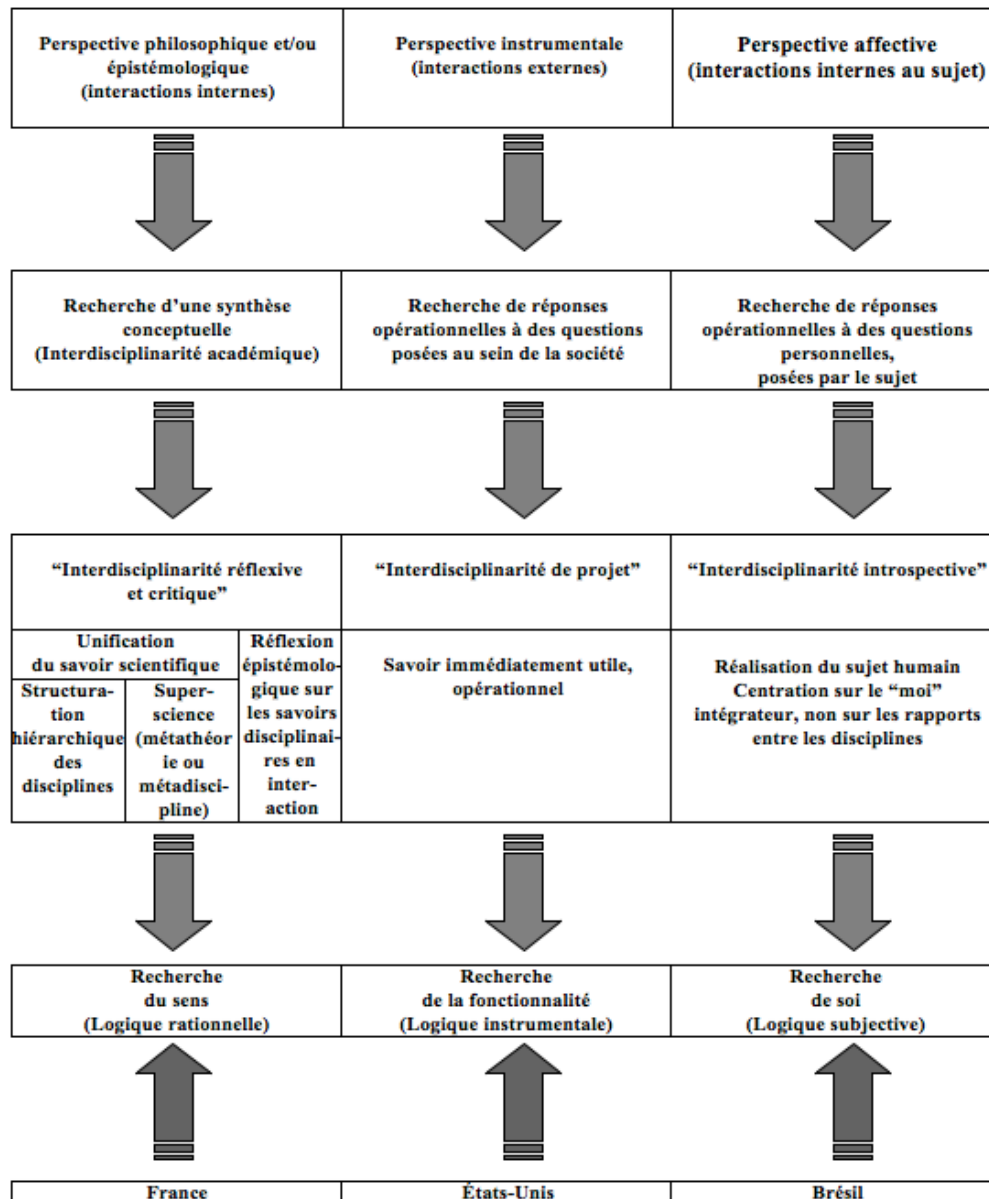 Perspective philosophique et/ou
épistémologique
(interactions internes)
Perspective instrumentale
(interactions externes)
Perspective affective
(interactions internes au sujet)
Recherche d'une synthèse
conceptuelle
(Interdisciplinarité académique)
Recherche de réponses
opérationnelles à des questions
posées au sein de la société
Recherche de réponses
opérationnelles à des questions
personnelles,
posées par le sujet
“Interdisciplinarité réflexive
et critique”
“Interdisciplinarité de projet”
“Interdisciplinarité introspective”
Unification
du savoir scientifique
Structura-
tion
hiérarchique
des
disciplines
Super-
science
(métathéor
ie ou
métadisci-
pline)
Réflexion
épistémolo-
gique sur
les savoirs
disciplinai-
res en
inter-
action
Savoir immédiatement utile,
opérationnel
Réalisation du sujet humain
Centration sur le “moi”
intégrateur, non sur les rapports
entre les disciplines
Recherche
du sens
(Logique rationnelle)
Recherche
de la fonctionnalité
(Logique instrumentale)
Recherche
de soi
(Logique subjective)
France
États-Unis
Brésil